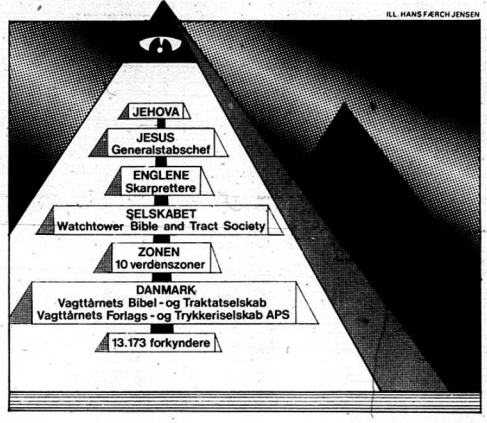 ILL. HANS FÆRCH JENSEN
JEHOVA
JESUS
Generalstabschef
ENGLENE
Skarprettere
SELSKABET
Watchtower Bible and Tract Society
ZONEN
10 verdenszoner
DANMARK
Vagttårnets Bibel - og Traktatselskab
Vagttårnets Forlags - og Trykkeriselskab APS
13.173 forkyndere